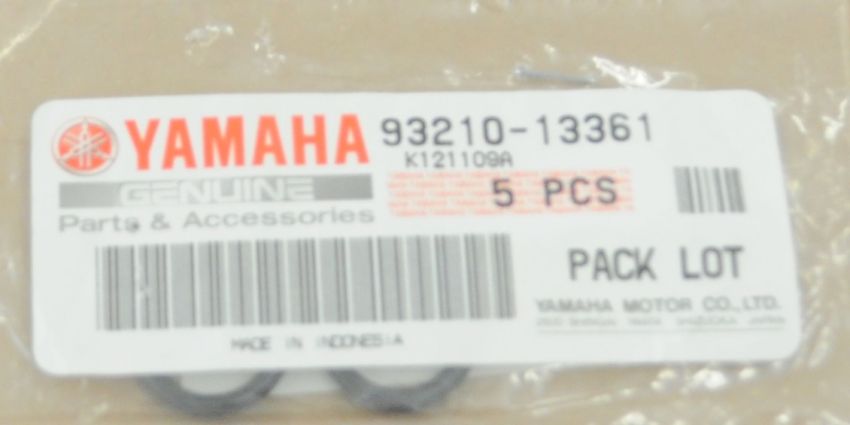 YAMAHA 93210-13361
K121109A
GENUINE 5 PCS
Parts & Accessories
PACK LOT
YAMAHA MOTOR CO.,LTD.
MADE IN INDONESIA